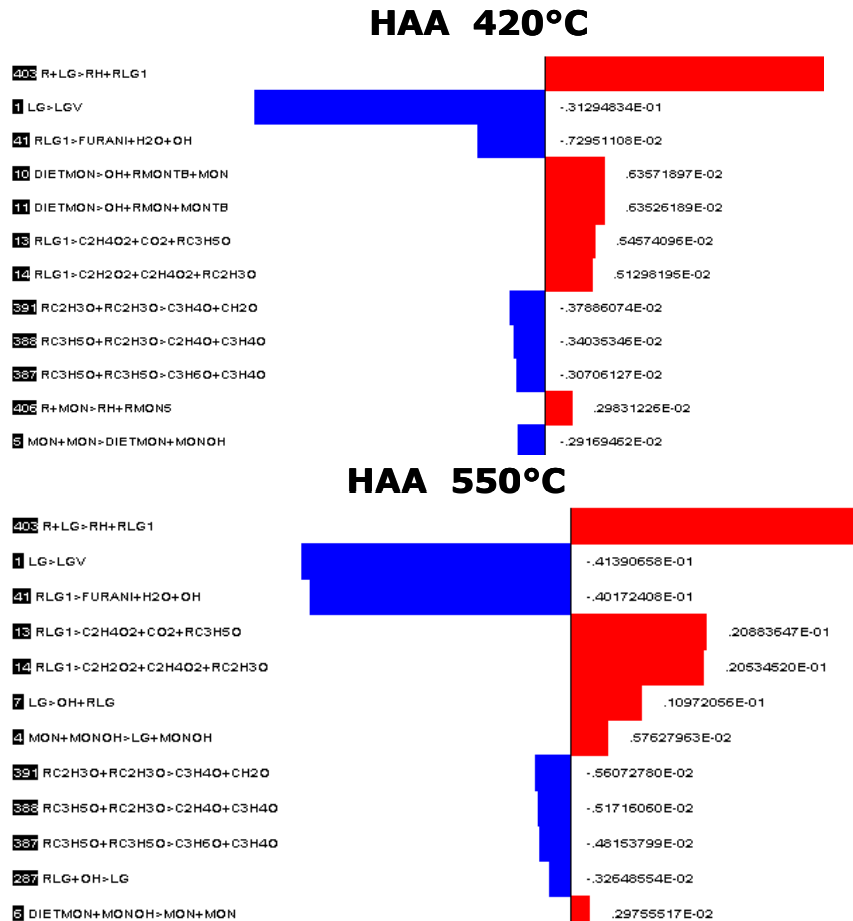 HAA 420°C
403 R+LG>RH+RLG1
1 LG>LGV -.31294834E-01
41 RLG1>FURANI+H2O+OH -.72951108E-02
10 DIETMON>OH+RMONTB+MON .63571897E-02
11 DIETMON>OH+RMON+MONTB .63526189E-02
13 RLG1>C2H4O2+CO2+RC3H5O .54574096E-02
14 RLG1>C2H2O2+C2H4O2+RC2H3O .51298195E-02
391 RC2H3O+RC2H3O>C3H4O+CH2O -.37886074E-02
388 RC3H5O+RC2H3O>C2H4O+C3H4O -.34035346E-02
387 RC3H5O+RC3H5O>C3H6O+C3H4O -.30706127E-02
406 R+MON>RH+RMONS .29831226E-02
5 MON+MON>DIETMON+MONOH -.29169462E-02
HAA 550°C
403 R+LG>RH+RLG1
1 LG>LGV -.41390658E-01
41 RLG1>FURANI+H2O+OH -.40172408E-01
13 RLG1>C2H4O2+CO2+RC3H5O .20883647E-01
14 RLG1>C2H2O2+C2H4O2+RC2H3O .20534520E-01
7 LG>OH+RLG .10972056E-01
4 MON+MONOH>LG+MONOH .57627963E-02
391 RC2H3O+RC2H3O>C3H4O+CH2O -.56072780E-02
388 RC3H5O+RC2H3O>C2H4O+C3H4O -.51716060E-02
387 RC3H5O+RC3H5O>C3H6O+C3H4O -.48153799E-02
287 RLG+OH>LG -.32648554E-02
6 DIETMON+MONOH>MON+MON .29755517E-02